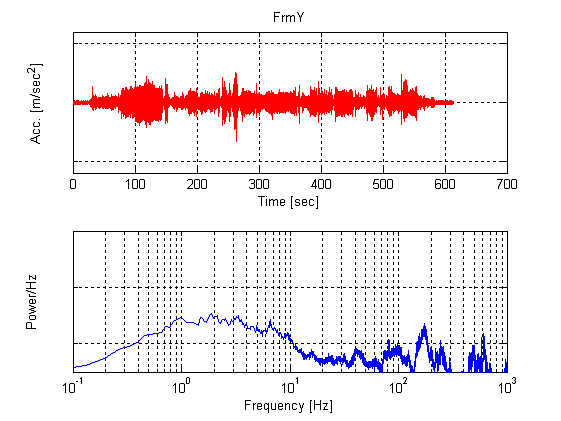 FrmY
Acc. [m/sec²]
0 100 200 300 400 500 600 700
Time [sec]
Power/Hz
10⁻¹ 10⁰ 10¹ 10² 10³
Frequency [Hz]